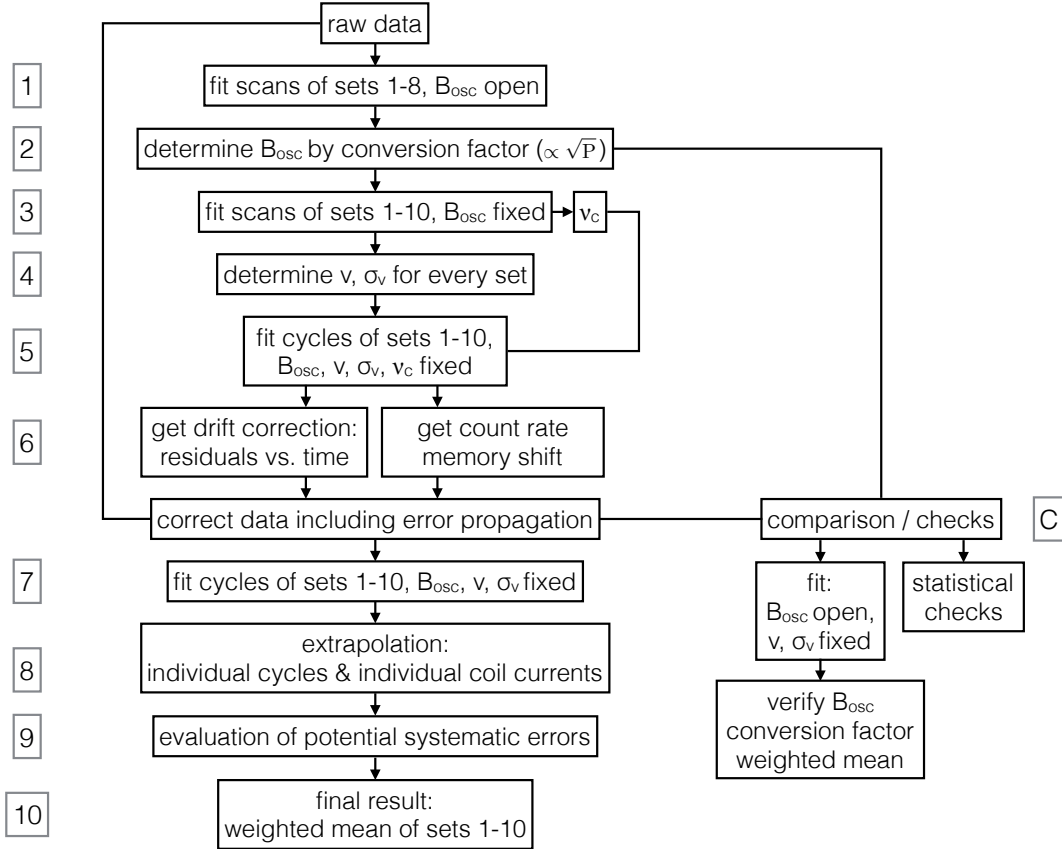 raw data
1
fit scans of sets 1-8, Bosc open
2
determine Bosc by conversion factor (∝ √P)
3
fit scans of sets 1-10, Bosc fixed
νc
4
determine v, σv for every set
5
fit cycles of sets 1-10,
Bosc, v, σv, νc fixed
6
get drift correction:
residuals vs. time
get count rate
memory shift
correct data including error propagation
comparison / checks
C
7
fit cycles of sets 1-10, Bosc, v, σv fixed
fit:
Bosc open,
v, σv fixed
statistical
checks
8
extrapolation:
individual cycles & individual coil currents
verify Bosc
conversion factor
weighted mean
9
evaluation of potential systematic errors
10
final result:
weighted mean of sets 1-10